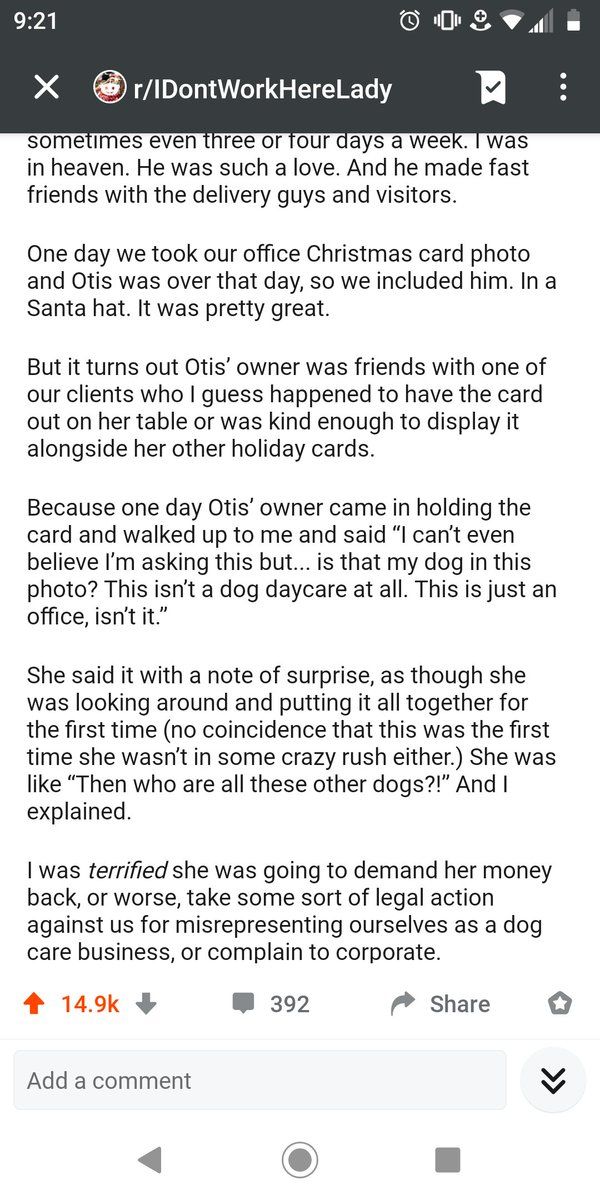 9:21
r/IDontWorkHereLady
sometimes even three or four days a week. I was
in heaven. He was such a love. And he made fast
friends with the delivery guys and visitors.
One day we took our office Christmas card photo
and Otis was over that day, so we included him. In a
Santa hat. It was pretty great.
But it turns out Otis’ owner was friends with one of
our clients who I guess happened to have the card
out on her table or was kind enough to display it
alongside her other holiday cards.
Because one day Otis’ owner came in holding the
card and walked up to me and said “I can’t even
believe I’m asking this but... is that my dog in this
photo? This isn’t a dog daycare at all. This is just an
office, isn’t it.”
She said it with a note of surprise, as though she
was looking around and putting it all together for
the first time (no coincidence that this was the first
time she wasn’t in some crazy rush either.) She was
like “Then who are all these other dogs?!” And I
explained.
I was terrified she was going to demand her money
back, or worse, take some sort of legal action
against us for misrepresenting ourselves as a dog
care business, or complain to corporate.
14.9k 392 Share
Add a comment